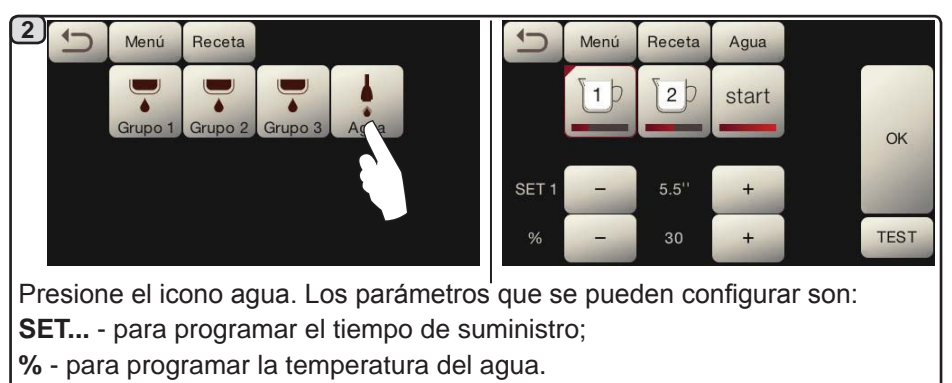 2
Menú Receta
Grupo 1 Grupo 2 Grupo 3 Agua
Menú Receta Agua
1 2 start
OK
SET 1 - 5.5'' +
% - 30 + TEST
Presione el icono agua. Los parámetros que se pueden configurar son:
SET... - para programar el tiempo de suministro;
% - para programar la temperatura del agua.